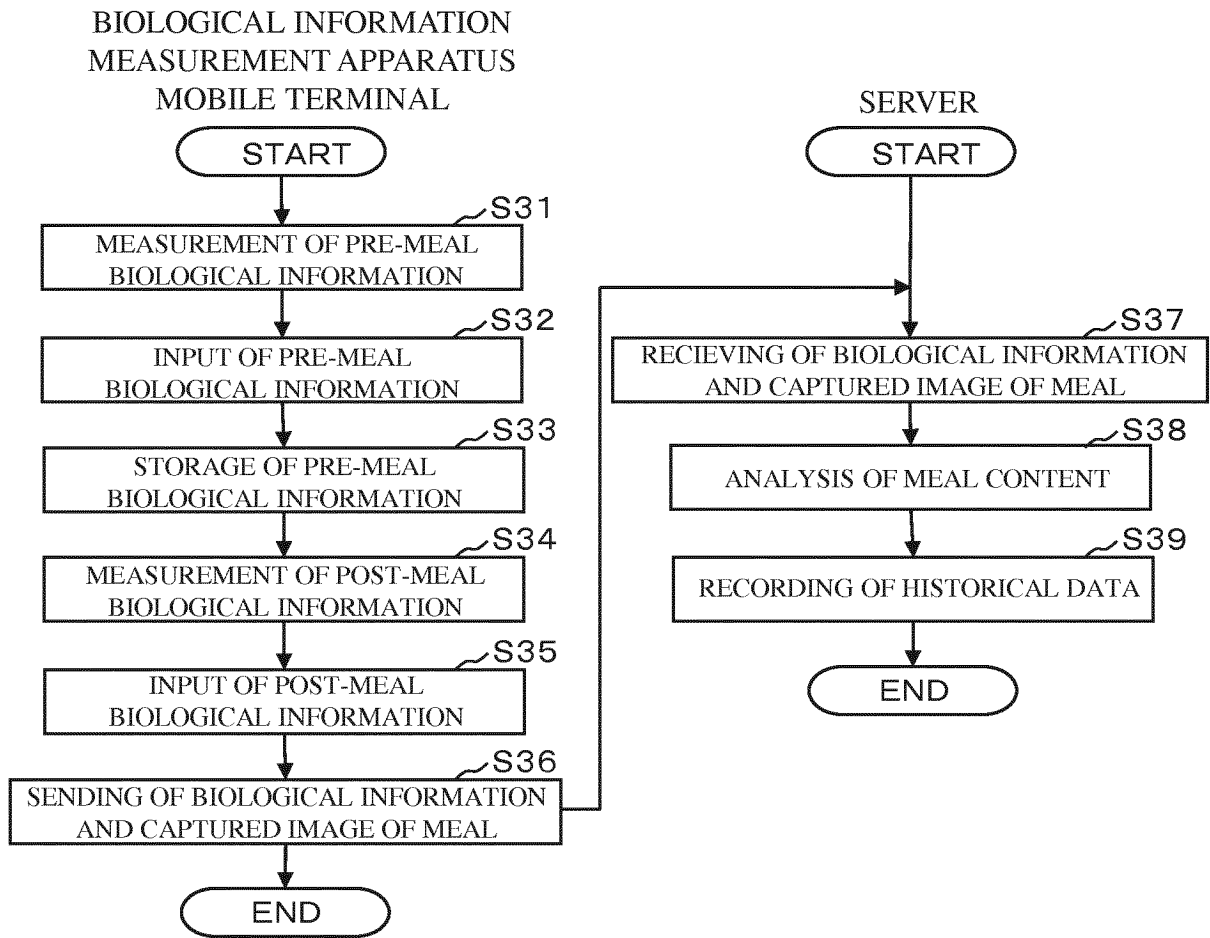 BIOLOGICAL INFORMATION
MEASUREMENT APPARATUS
MOBILE TERMINAL
START
S31
MEASUREMENT OF PRE-MEAL
BIOLOGICAL INFORMATION
S32
INPUT OF PRE-MEAL
BIOLOGICAL INFORMATION
S33
STORAGE OF PRE-MEAL
BIOLOGICAL INFORMATION
S34
MEASUREMENT OF POST-MEAL
BIOLOGICAL INFORMATION
S35
INPUT OF POST-MEAL
BIOLOGICAL INFORMATION
S36
SENDING OF BIOLOGICAL INFORMATION
AND CAPTURED IMAGE OF MEAL
END
SERVER
START
S37
RECIEVING OF BIOLOGICAL INFORMATION
AND CAPTURED IMAGE OF MEAL
S38
ANALYSIS OF MEAL CONTENT
S39
RECORDING OF HISTORICAL DATA
END